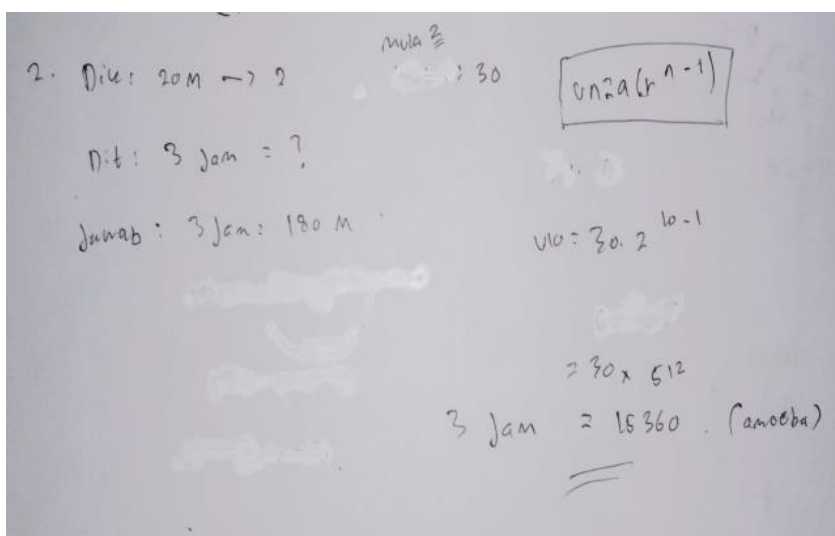 2. Dik: 20M -> 2 Mula² : 30
Un=a(r^n-1)
Dit: 3 Jam = ?
Jawab: 3 Jam: 180 M
U10= 30.2^10-1
= 30 x 512
3 Jam = 15360. (amoeba)